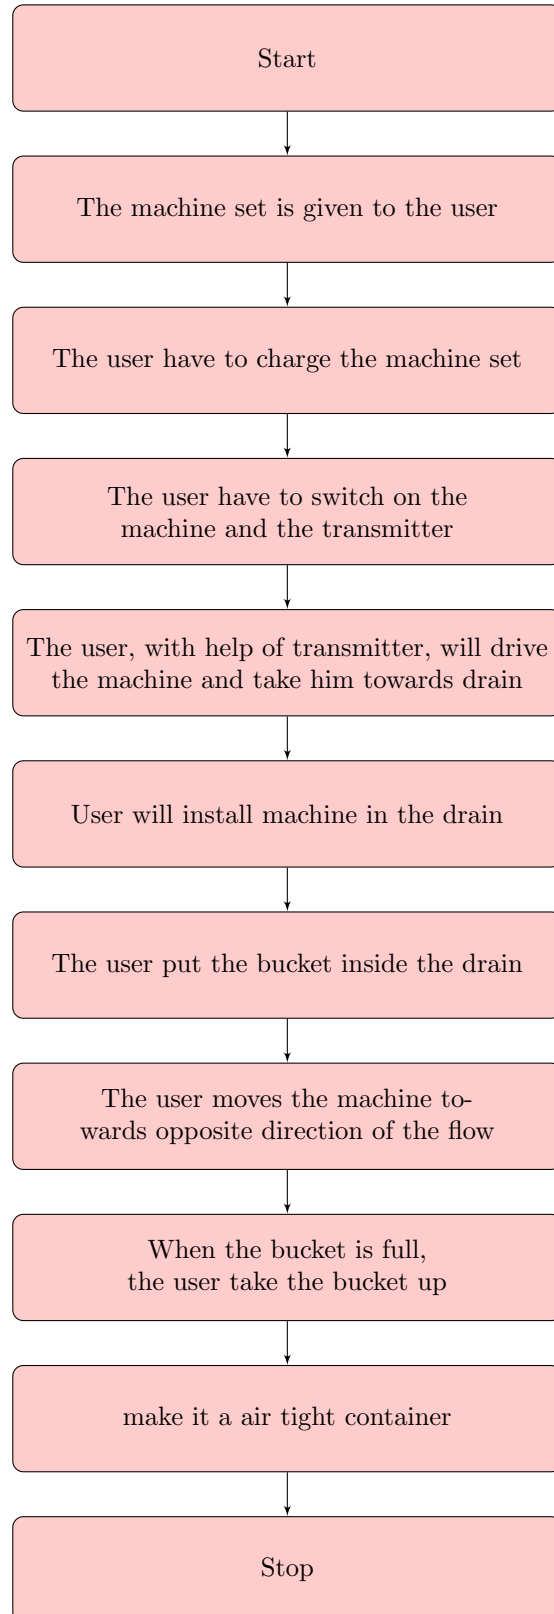 Start
The machine set is given to the user
The user have to charge the machine set
The user have to switch on the
machine and the transmitter
The user, with help of transmitter, will drive
the machine and take him towards drain
User will install machine in the drain
The user put the bucket inside the drain
The user moves the machine to-
wards opposite direction of the flow
When the bucket is full,
the user take the bucket up
make it a air tight container
Stop